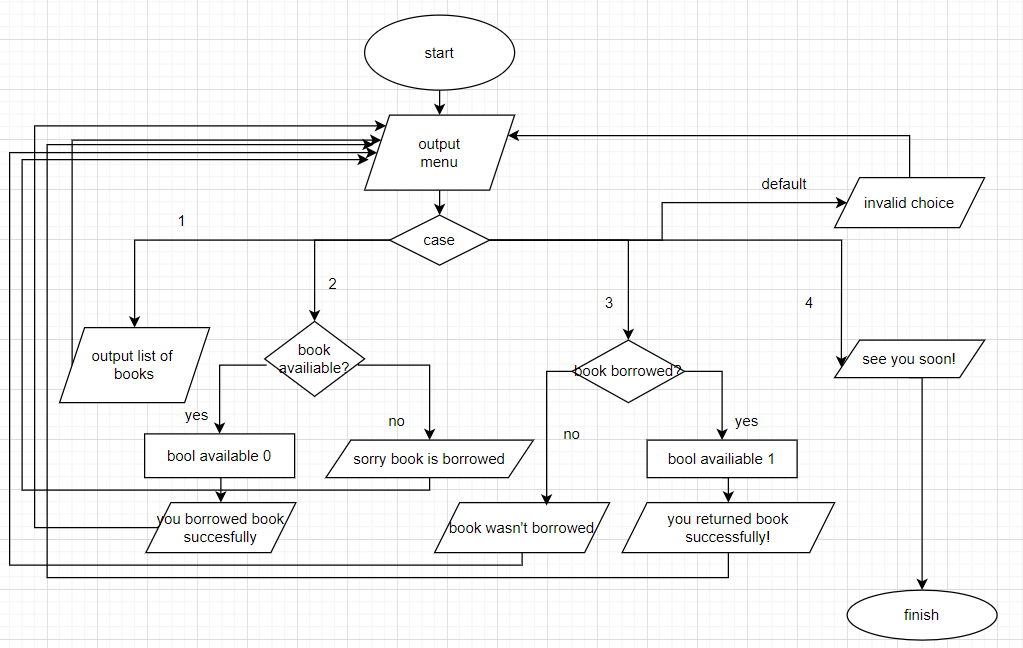 start
output
menu
default
invalid choice
1
case
2
3
4
output list of
books
book
availiable?
book borrowed?
see you soon!
yes
no
no
yes
bool available 0
sorry book is borrowed
bool availiable 1
you borrowed book
succesfully
book wasn't borrowed
you returned book
successfully!
finish